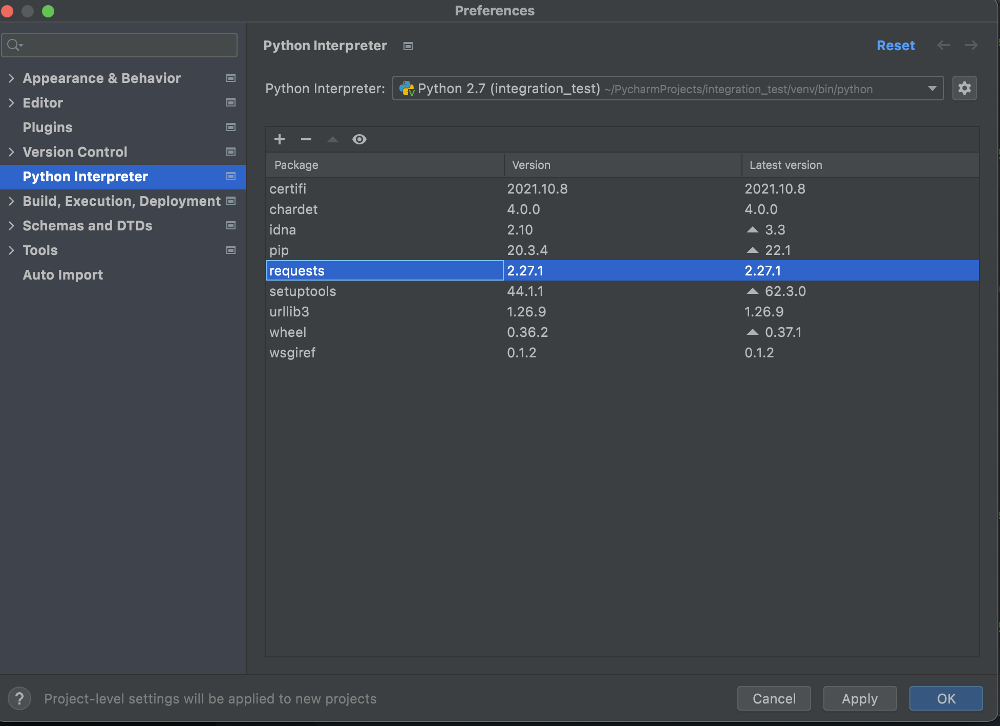 Preferences
Appearance & Behavior
Editor
Plugins
Version Control
Python Interpreter
Build, Execution, Deployment
Schemas and DTDs
Tools
Auto Import
Python Interpreter
Reset
Python Interpreter: Python 2.7 (integration_test) ~/PycharmProjects/integration_test/venv/bin/python
Package Version Latest version
certifi 2021.10.8 2021.10.8
chardet 4.0.0 4.0.0
idna 2.10 3.3
pip 20.3.4 22.1
requests 2.27.1 2.27.1
setuptools 44.1.1 62.3.0
urllib3 1.26.9 1.26.9
wheel 0.36.2 0.37.1
wsgiref 0.1.2 0.1.2
? Project-level settings will be applied to new projects
Cancel Apply OK